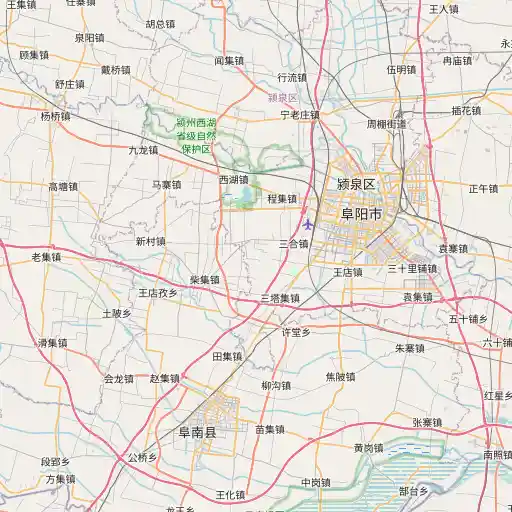 王集镇
任寨镇
胡总镇
王人镇
泉阳镇
顾集镇
闻集镇
冉庙镇
戴桥镇
行流镇
伍明镇
舒庄镇
颍泉区
插花镇
杨桥镇
宁老庄镇
颍州西湖
省级自然
保护区
周棚街道
九龙镇
高塘镇
马寨镇
西湖镇
颍泉区
正午镇
程集镇
阜阳市
新村镇
三合镇
袁寨镇
老集镇
王店镇
三十里铺镇
柴集镇
王店孜乡
三塔集镇
袁集镇
土陂乡
五十铺乡
许堂乡
滑集镇
六十铺镇
朱寨镇
田集镇
会龙镇
赵集镇
柳沟镇
焦陂镇
红星乡
张寨镇
阜南县
苗集镇
黄岗镇
段郢乡
公桥乡
南照镇
方集镇
中岗镇
郜台乡
王化镇
龙王乡